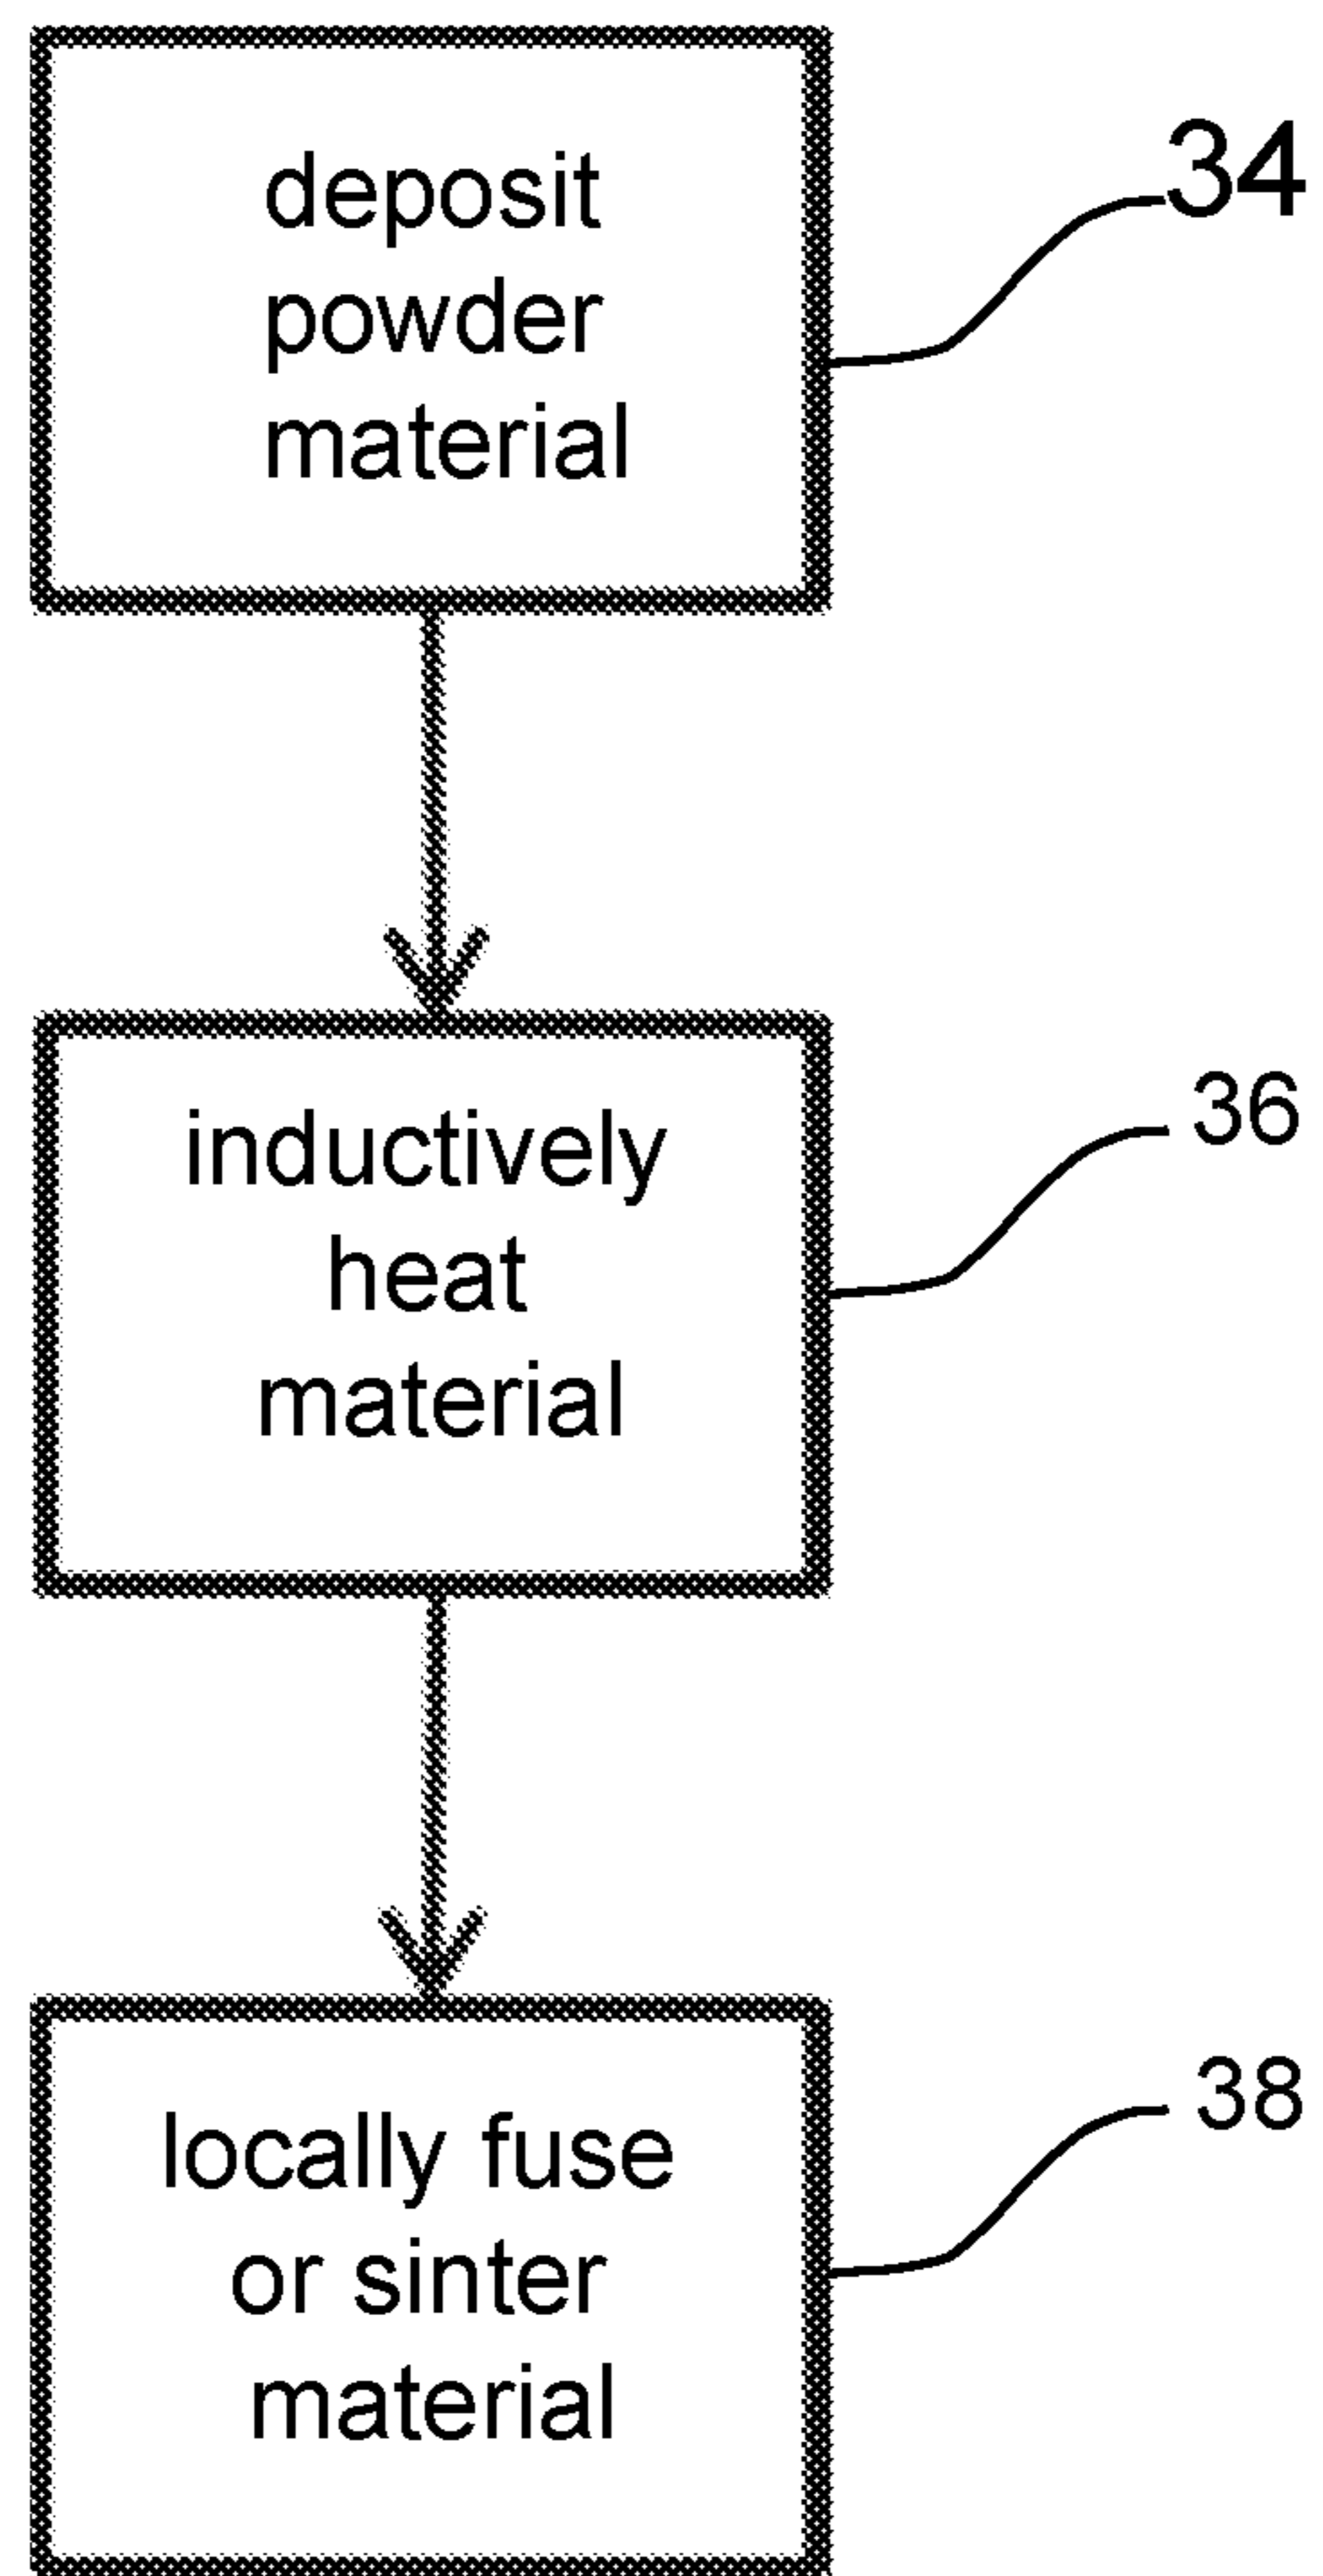 deposit
powder
material
34
inductively
heat
material
36
locally fuse
or sinter
material
38